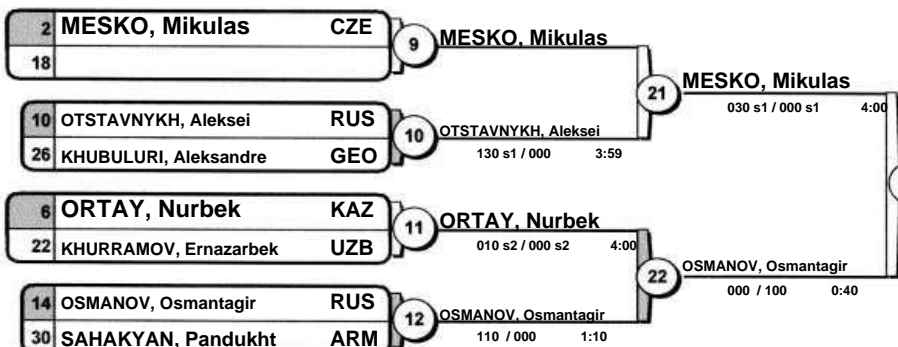 2 MESKO, Mikulas CZE
18
9 MESKO, Mikulas
10 OTSTAVNYKH, Aleksei RUS
26 KHUBULURI, Aleksandre GEO
10 OTSTAVNYKH, Aleksei
130 s1 / 000 3:59
21 MESKO, Mikulas
030 s1 / 000 s1 4:00
6 ORTAY, Nurbek KAZ
22 KHURRAMOV, Ernazarbek UZB
11 ORTAY, Nurbek
010 s2 / 000 s2 4:00
14 OSMANOV, Osmantagir RUS
30 SAHAKYAN, Pandukht ARM
12 OSMANOV, Osmantagir
110 / 000 1:10
22 OSMANOV, Osmantagir
000 / 100 0:40